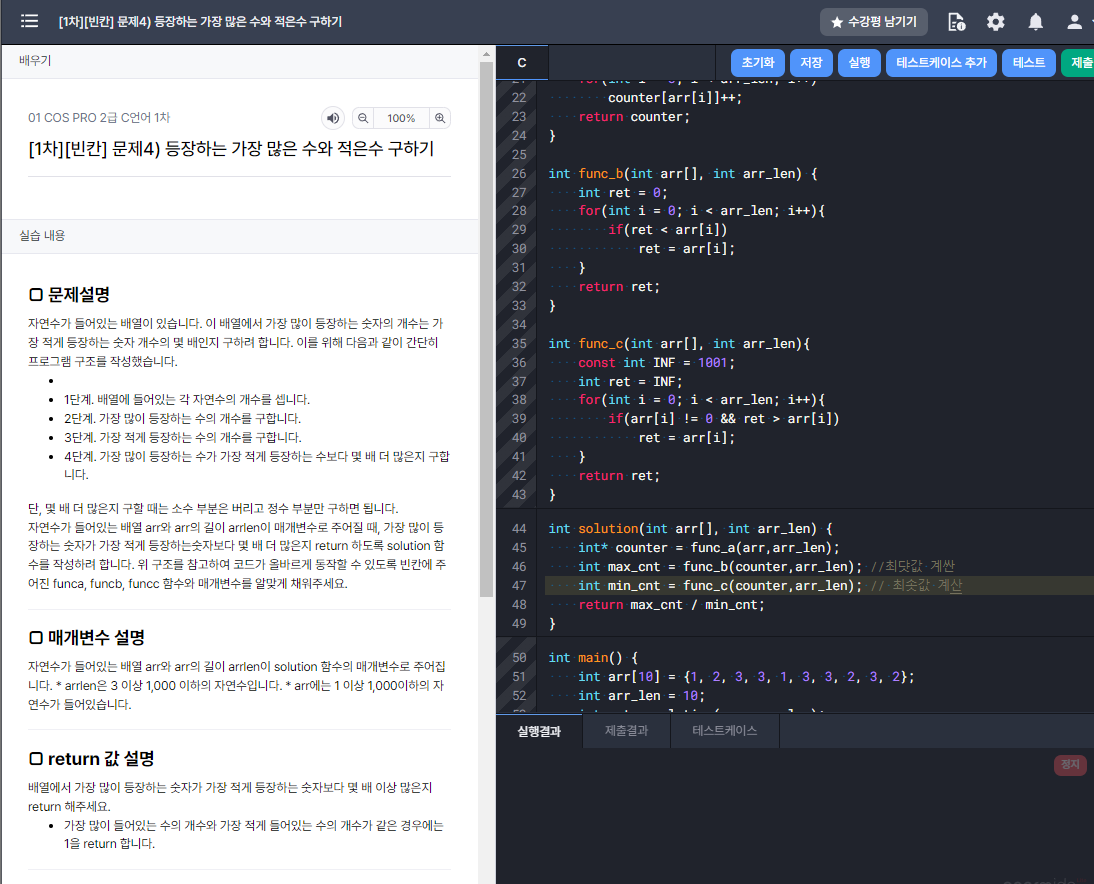 [1차][빈칸] 문제4) 등장하는 가장 많은 수와 적은수 구하기
★ 수강평 남기기
배우기
01 COS PRO 2급 C언어 1차
100%
[1차][빈칸] 문제4) 등장하는 가장 많은 수와 적은수 구하기
실습 내용
문제설명
자연수가 들어있는 배열이 있습니다. 이 배열에서 가장 많이 등장하는 숫자의 개수는 가
장 적게 등장하는 숫자 개수의 몇 배인지 구하려 합니다. 이를 위해 다음과 같이 간단히
프로그램 구조를 작성했습니다.
•
• 1단계. 배열에 들어있는 각 자연수의 개수를 셉니다.
• 2단계. 가장 많이 등장하는 수의 개수를 구합니다.
• 3단계. 가장 적게 등장하는 수의 개수를 구합니다.
• 4단계. 가장 많이 등장하는 수가 가장 적게 등장하는 수보다 몇 배 더 많은지 구합
니다.
단, 몇 배 더 많은지 구할 때는 소수 부분은 버리고 정수 부분만 구하면 됩니다.
자연수가 들어있는 배열 arr와 arr의 길이 arrlen이 매개변수로 주어질 때, 가장 많이 등
장하는 숫자가 가장 적게 등장하는숫자보다 몇 배 더 많은지 return 하도록 solution 함
수를 작성하려 합니다. 위 구조를 참고하여 코드가 올바르게 동작할 수 있도록 빈칸에 주
어진 funca, funcb, funcc 함수와 매개변수를 알맞게 채워주세요.
매개변수 설명
자연수가 들어있는 배열 arr와 arr의 길이 arrlen이 solution 함수의 매개변수로 주어집
니다. * arrlen은 3 이상 1,000 이하의 자연수입니다. * arr에는 1 이상 1,000이하의 자
연수가 들어있습니다.
return 값 설명
배열에서 가장 많이 등장하는 숫자가 가장 적게 등장하는 숫자보다 몇 배 이상 많은지
return 해주세요.
• 가장 많이 들어있는 수의 개수와 가장 적게 들어있는 수의 개수가 같은 경우에는
1을 return 합니다.
C
초기화
저장
실행
테스트케이스 추가
테스트
제출
21 for(int i = 0; i < arr_len; i++)
22 counter[arr[i]]++;
23 return counter;
24 }
25
26 int func_b(int arr[], int arr_len) {
27 int ret = 0;
28 for(int i = 0; i < arr_len; i++){
29 if(ret < arr[i])
30 ret = arr[i];
31 }
32 return ret;
33 }
34
35 int func_c(int arr[], int arr_len){
36 const int INF = 1001;
37 int ret = INF;
38 for(int i = 0; i < arr_len; i++){
39 if(arr[i] != 0 && ret > arr[i])
40 ret = arr[i];
41 }
42 return ret;
43 }
44 int solution(int arr[], int arr_len) {
45 int* counter = func_a(arr,arr_len);
46 int max_cnt = func_b(counter,arr_len); //최댓값 계싼
47 int min_cnt = func_c(counter,arr_len); // 최솟값 계산
48 return max_cnt / min_cnt;
49 }
50 int main() {
51 int arr[10] = {1, 2, 3, 3, 1, 3, 3, 2, 3, 2};
52 int arr_len = 10;
실행결과
제출결과
테스트케이스
정지